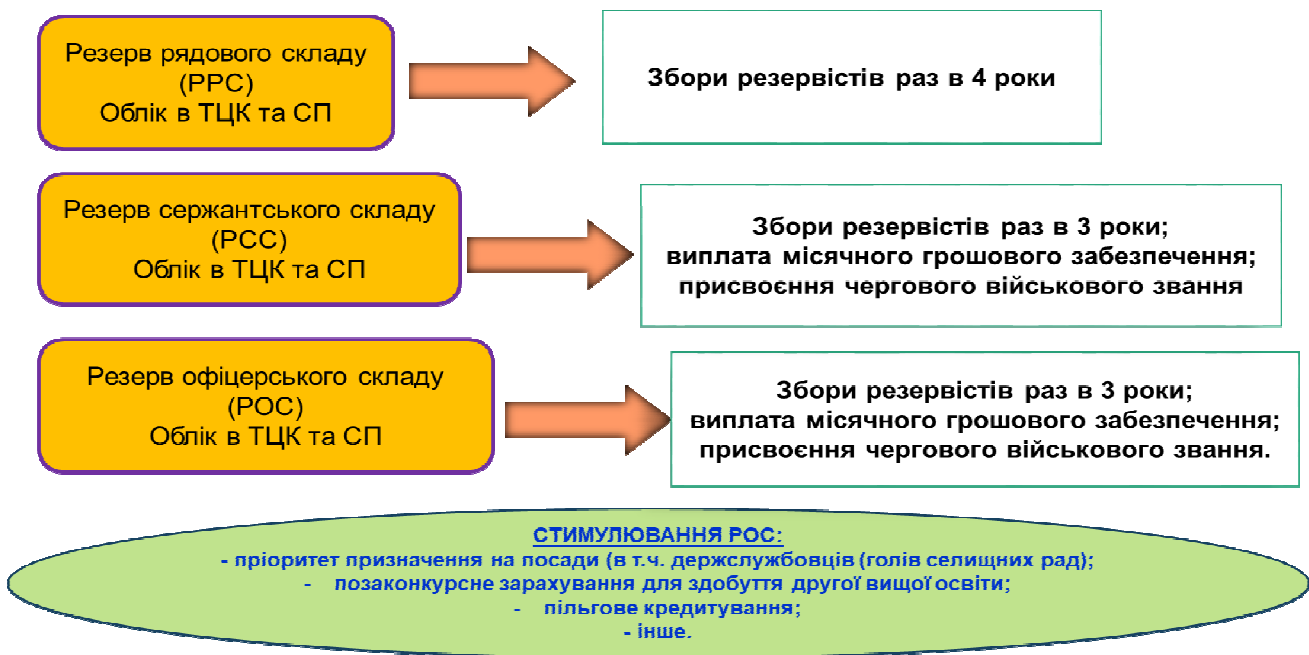 Резерв рядового складу
(РРС)
Облік в ТЦК та СП
Збори резервістів раз в 4 роки
Резерв сержантського складу
(РСС)
Облік в ТЦК та СП
Збори резервістів раз в 3 роки;
виплата місячного грошового забезпечення;
присвоєння чергового військового звання
Резерв офіцерського складу
(РОС)
Облік в ТЦК та СП
Збори резервістів раз в 3 роки;
виплата місячного грошового забезпечення;
присвоєння чергового військового звання.
СТИМУЛЮВАННЯ РОС:
- пріоритет призначення на посади (в т.ч. держслужбовців (голів селищних рад);
- позаконкурсне зарахування для здобуття другої вищої освіти;
- пільгове кредитування;
- інше.